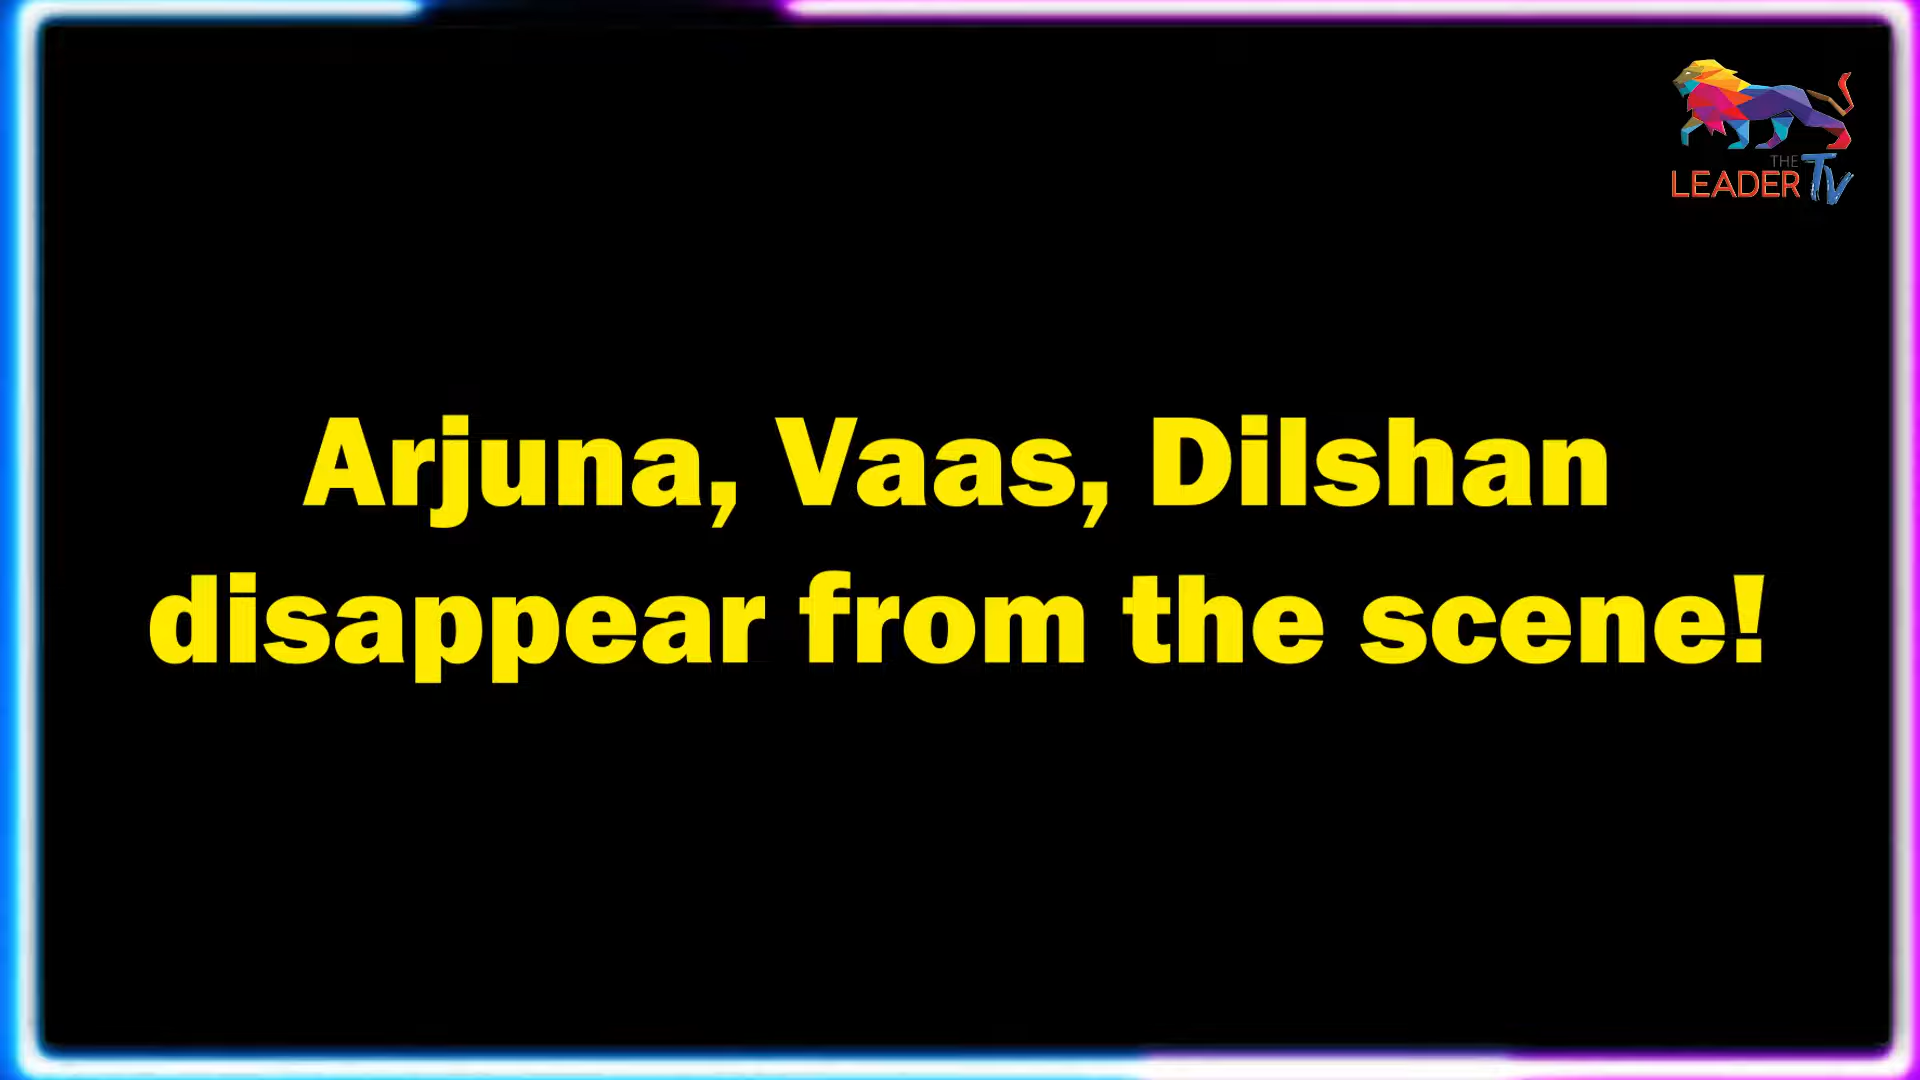 THE
LEADER TV
Arjuna, Vaas, Dilshan
disappear from the scene!